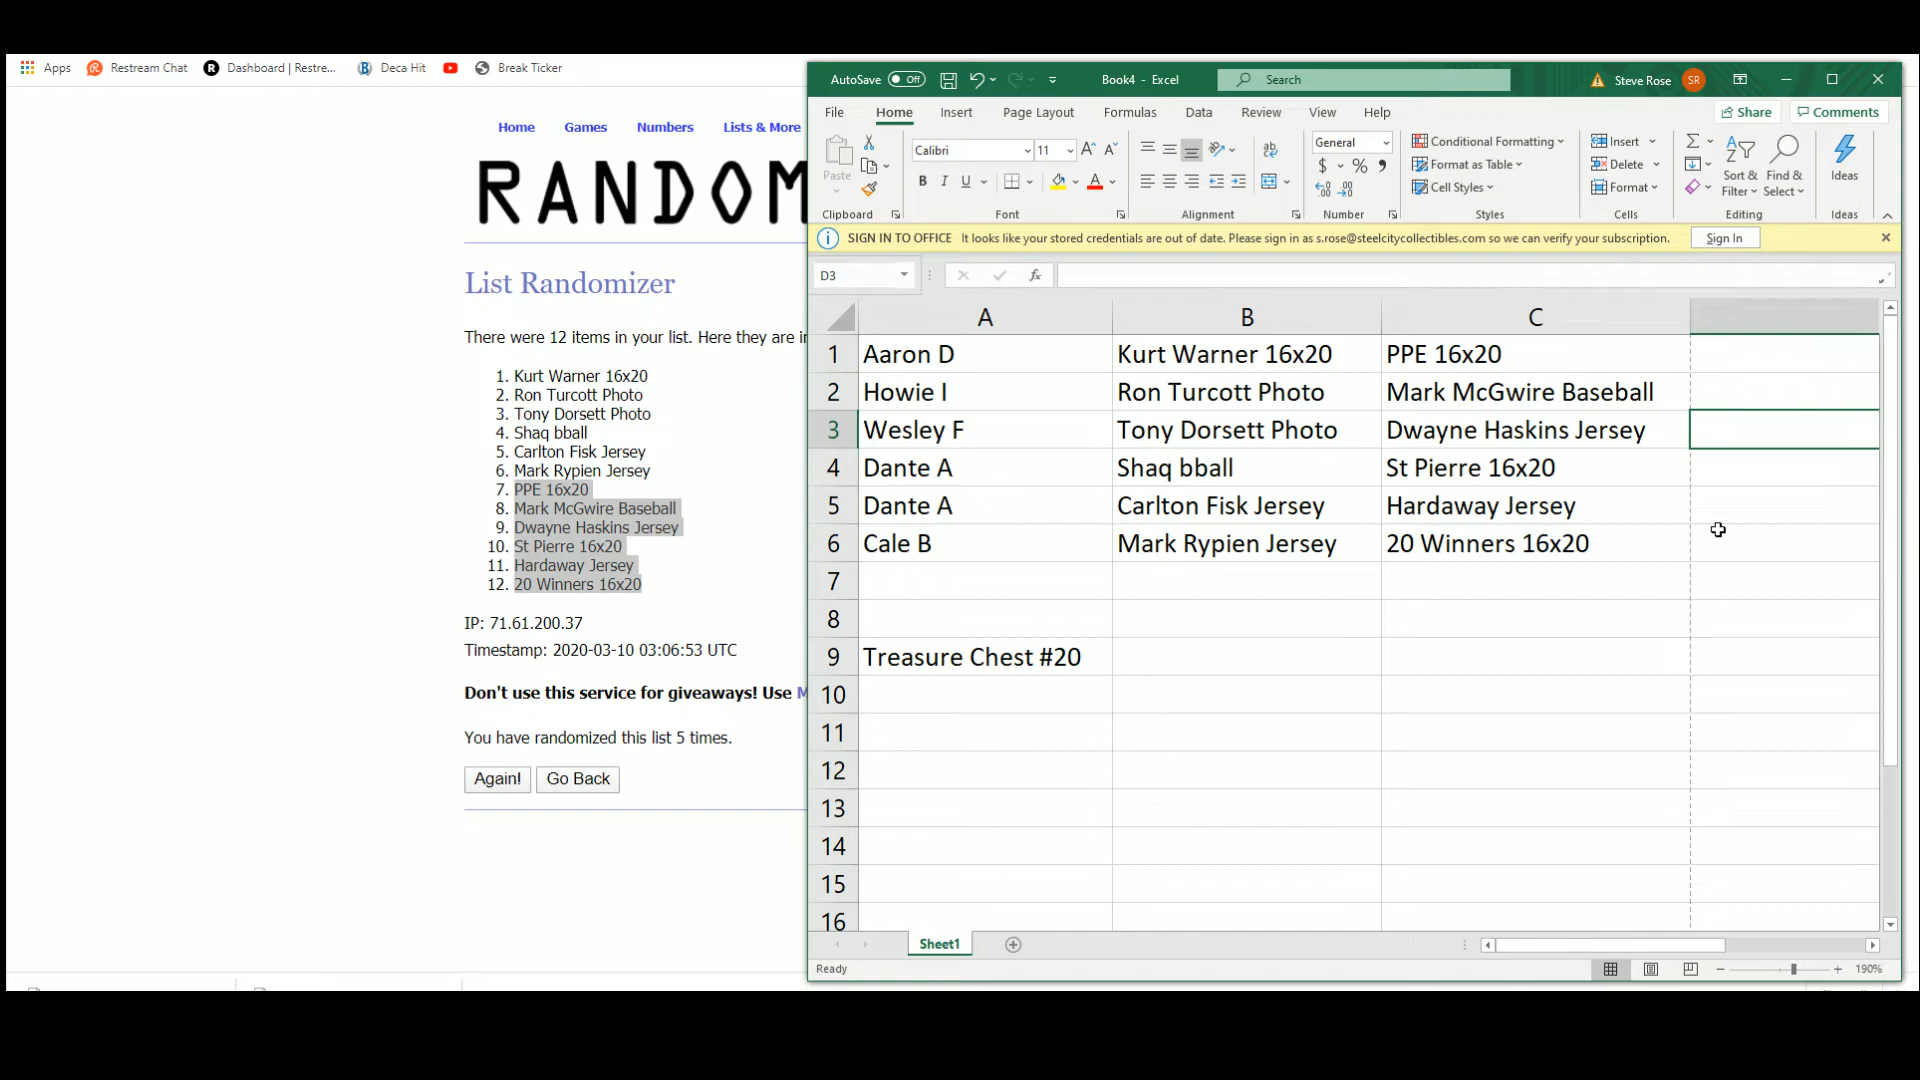 Apps
Restream Chat
Dashboard | Restre...
Deca Hit
Break Ticker
Home
Games
Numbers
Lists & More
RANDOM
List Randomizer
There were 12 items in your list. Here they are in
1. Kurt Warner 16x20
2. Ron Turcott Photo
3. Tony Dorsett Photo
4. Shaq bball
5. Carlton Fisk Jersey
6. Mark Rypien Jersey
7. PPE 16x20
8. Mark McGwire Baseball
9. Dwayne Haskins Jersey
10. St Pierre 16x20
11. Hardaway Jersey
12. 20 Winners 16x20
IP: 71.61.200.37
Timestamp: 2020-03-10 03:06:53 UTC
Don't use this service for giveaways! Use
You have randomized this list 5 times.
Again!
Go Back
AutoSave Off
Book4 - Excel
Search
Steve Rose
SR
File
Home
Insert
Page Layout
Formulas
Data
Review
View
Help
Share
Comments
Paste
Clipboard
Calibri
11
Font
Alignment
General
Number
Conditional Formatting
Format as Table
Cell Styles
Styles
Insert
Delete
Format
Cells
Sort & Filter
Find & Select
Editing
Ideas
Ideas
SIGN IN TO OFFICE It looks like your stored credentials are out of date. Please sign in as s.rose@steelcitycollectibles.com so we can verify your subscription.
Sign In
D3
fx
A B C
1 Aaron D Kurt Warner 16x20 PPE 16x20
2 Howie I Ron Turcott Photo Mark McGwire Baseball
3 Wesley F Tony Dorsett Photo Dwayne Haskins Jersey
4 Dante A Shaq bball St Pierre 16x20
5 Dante A Carlton Fisk Jersey Hardaway Jersey
6 Cale B Mark Rypien Jersey 20 Winners 16x20
7
8
9 Treasure Chest #20
10
11
12
13
14
15
16
Sheet1
Ready
190%